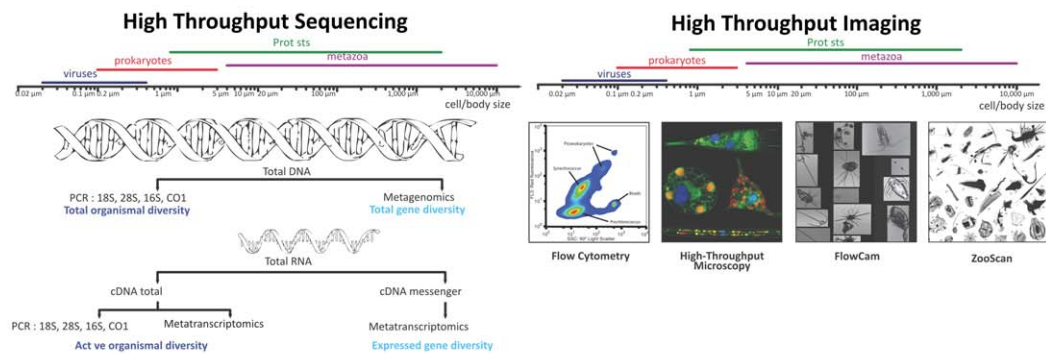 High Throughput Sequencing
Prot sts
prokaryotes
metazoa
viruses
0.02 µm 0.1 µm 0.2 µm 1 µm 5 µm 10 µm 20 µm 100 µm 1,000 µm 10,000 µm
cell/body size
Total DNA
PCR : 18S, 28S, 16S, CO1
Total organismal diversity
Metagenomics
Total gene diversity
Total RNA
cDNA total
cDNA messenger
PCR : 18S, 28S, 16S, CO1
Metatranscriptomics
Metatranscriptomics
Act ve organismal diversity
Expressed gene diversity
High Throughput Imaging
Prot sts
prokaryotes
metazoa
viruses
0.02 µm 0.1 µm 0.2 µm 1 µm 5 µm 10 µm 20 µm 100 µm 1,000 µm 10,000 µm
cell/body size
Picoeukaryotes
Synechococcus
Beads
Prochlorococcus
SSC: 90° Light Scatter
Flow Cytometry
High-Throughput
Microscopy
FlowCam
ZooScan